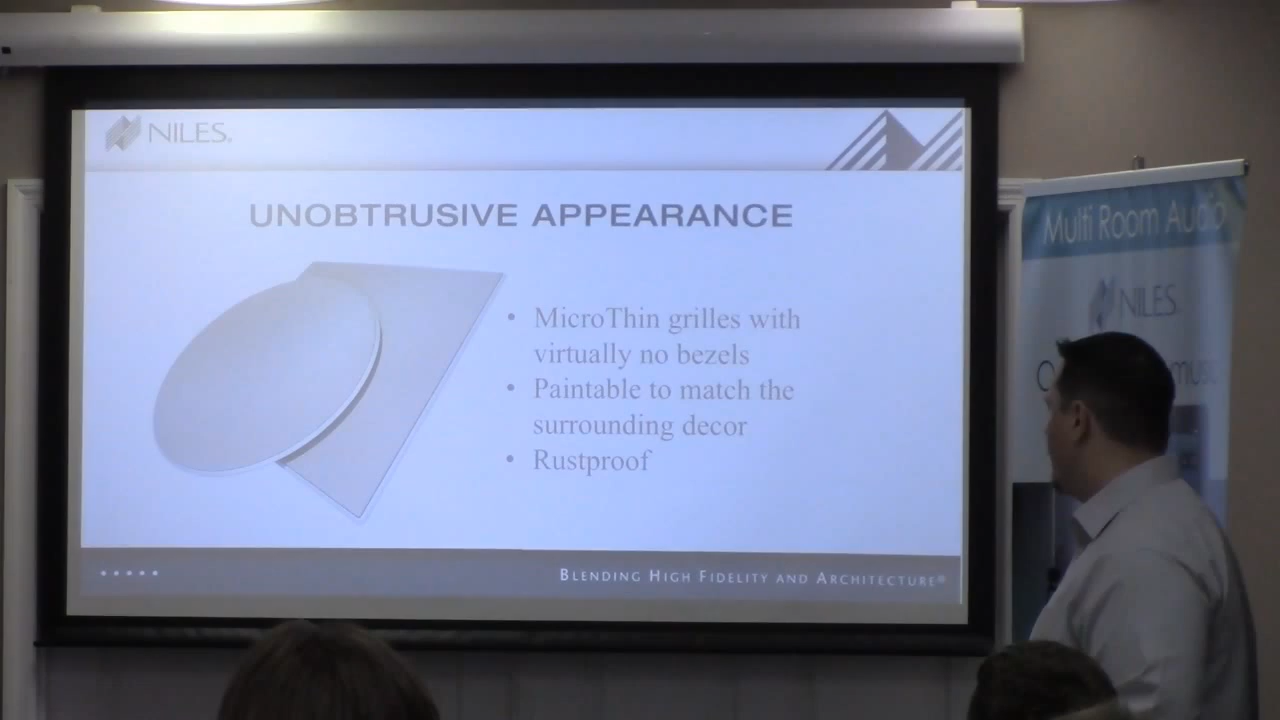 NILES®
UNOBTRUSIVE APPEARANCE
• MicroThin grilles with
virtually no bezels
• Paintable to match the
surrounding decor
• Rustproof
BLENDING HIGH FIDELITY AND ARCHITECTURE®
Multi Room Audio
NILES